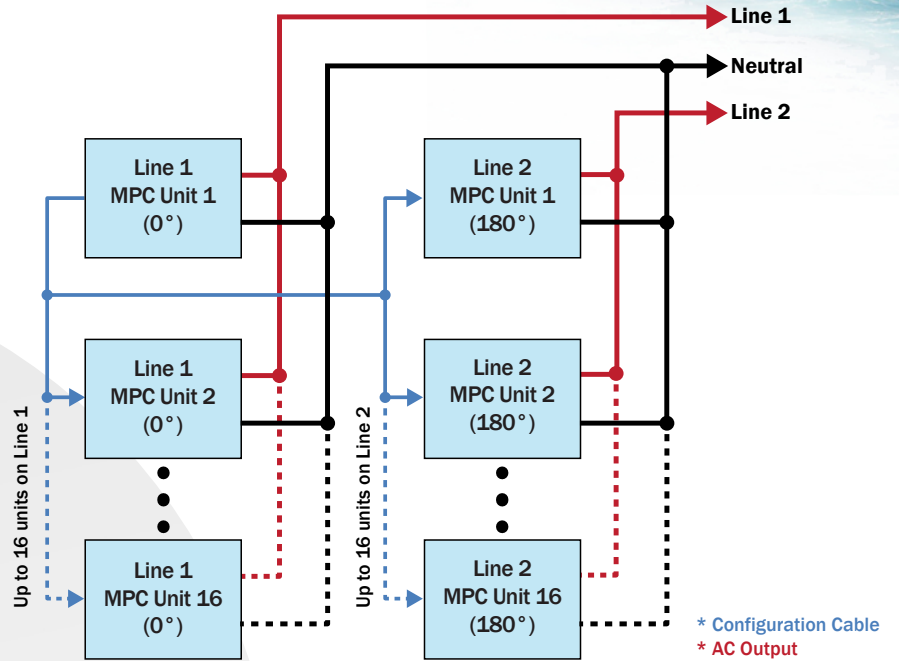 Line 1
Neutral
Line 2
Line 1
MPC Unit 1
(0°)
Line 2
MPC Unit 1
(180°)
Line 1
MPC Unit 2
(0°)
Line 2
MPC Unit 2
(180°)
Up to 16 units on Line 1
Up to 16 units on Line 2
Line 1
MPC Unit 16
(0°)
Line 2
MPC Unit 16
(180°)
* Configuration Cable
* AC Output